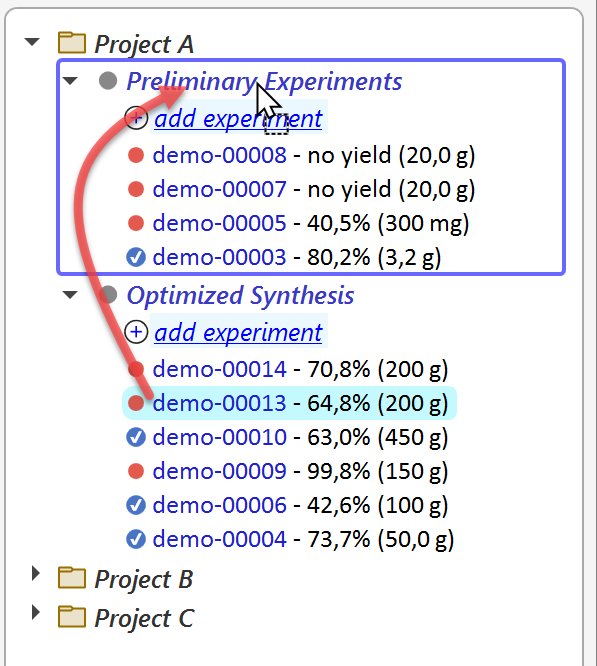 Project A
Preliminary Experiments
add experiment
demo-00008 - no yield (20,0 g)
demo-00007 - no yield (20,0 g)
demo-00005 - 40,5% (300 mg)
demo-00003 - 80,2% (3,2 g)
Optimized Synthesis
add experiment
demo-00014 - 70,8% (200 g)
demo-00013 - 64,8% (200 g)
demo-00010 - 63,0% (450 g)
demo-00009 - 99,8% (150 g)
demo-00006 - 42,6% (100 g)
demo-00004 - 73,7% (50,0 g)
Project B
Project C